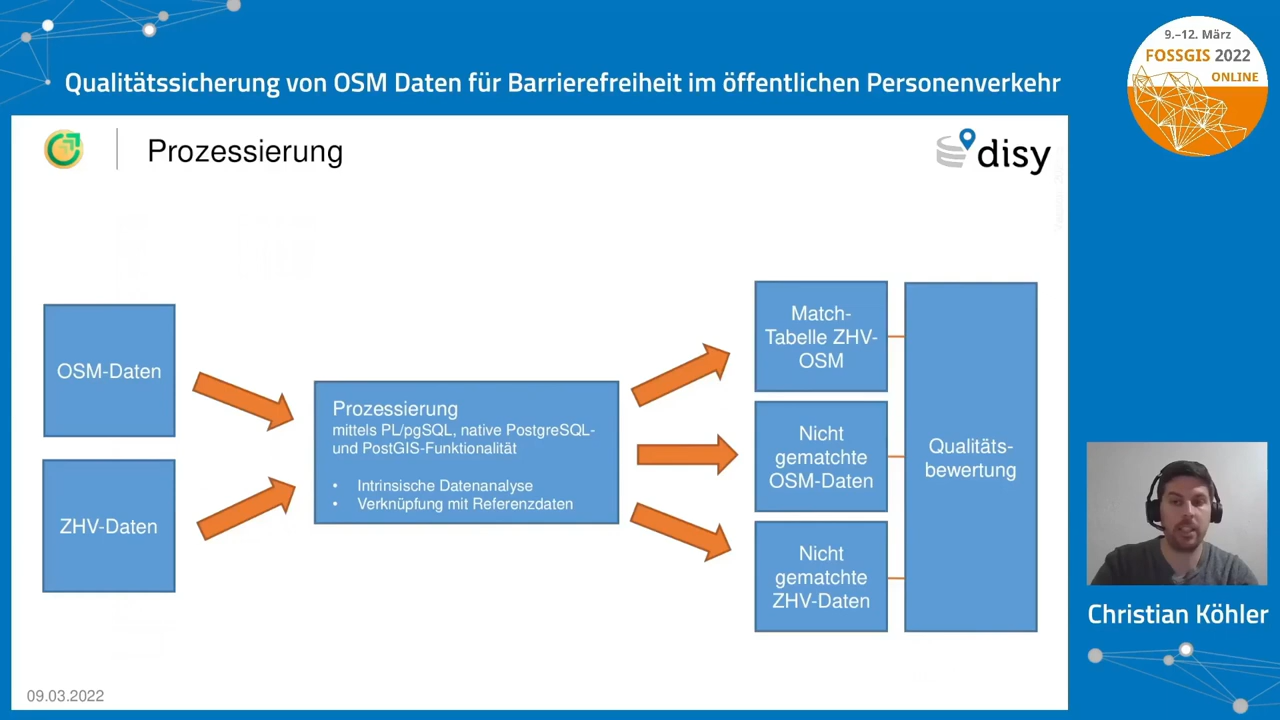 9.–12. März
FOSSGIS 2022
ONLINE
Qualitätssicherung von OSM Daten für Barrierefreiheit im öffentlichen Personenverkehr
Prozessierung
disy
OSM-Daten
ZHV-Daten
Prozessierung
mittels PL/pgSQL, native PostgreSQL-
und PostGIS-Funktionalität
• Intrinsische Datenanalyse
• Verknüpfung mit Referenzdaten
Match-
Tabelle ZHV-
OSM
Nicht
gematchte
OSM-Daten
Nicht
gematchte
ZHV-Daten
Qualitäts-
bewertung
Christian Köhler
09.03.2022